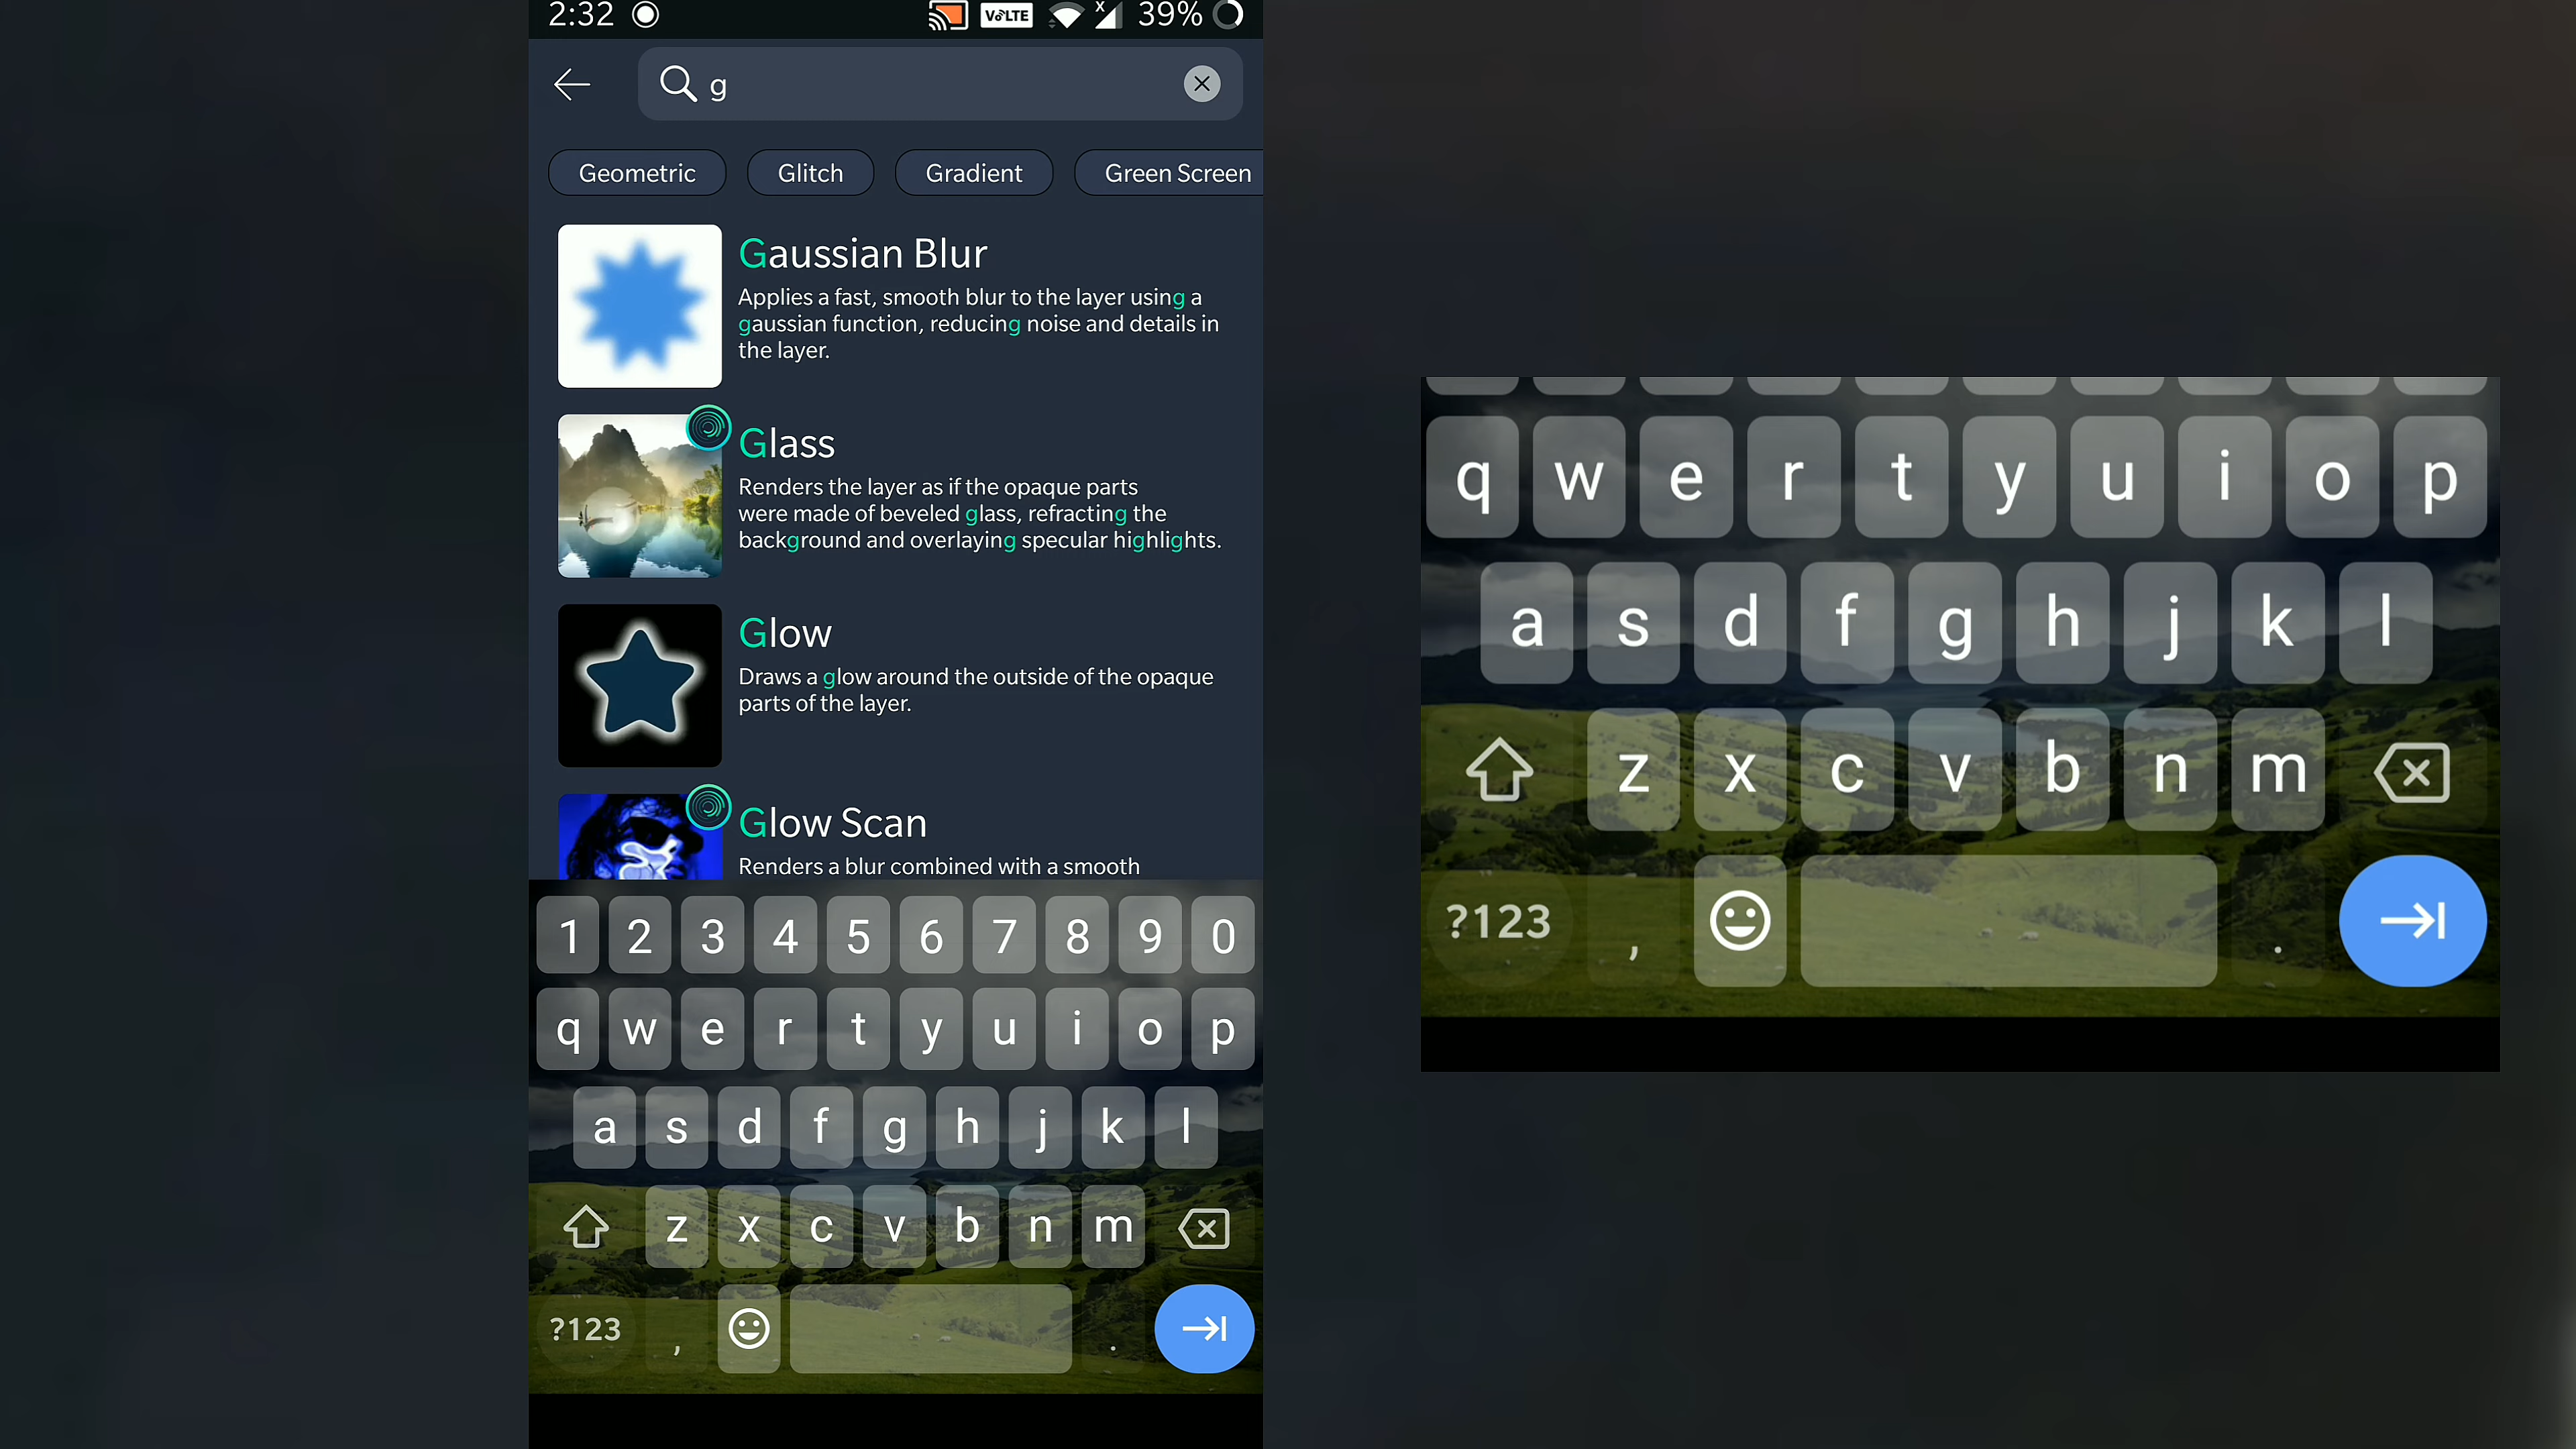 2:32 VoLTE X 39%
g
Geometric Glitch Gradient Green Screen
Gaussian Blur
Applies a fast, smooth blur to the layer using a
gaussian function, reducing noise and details in
the layer.
Glass
Renders the layer as if the opaque parts
were made of beveled glass, refracting the
background and overlaying specular highlights.
Glow
Draws a glow around the outside of the opaque
parts of the layer.
Glow Scan
Renders a blur combined with a smooth
1 2 3 4 5 6 7 8 9 0
q w e r t y u i o p
a s d f g h j k l
z x c v b n m
?123 , .
q w e r t y u i o p
a s d f g h j k l
z x c v b n m
?123 , .